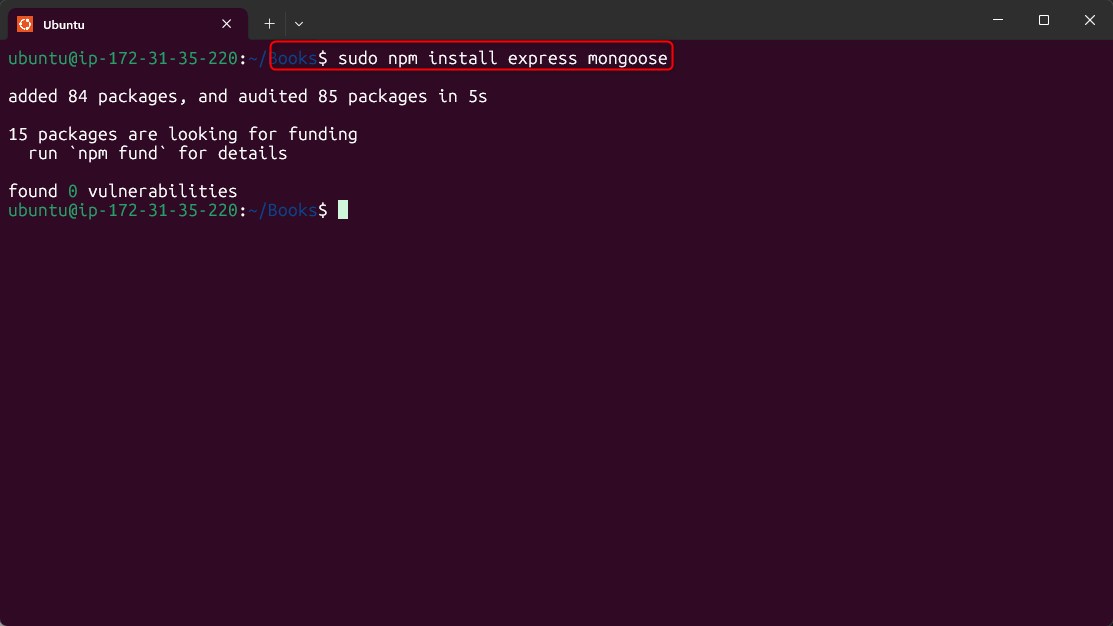 Ubuntu
ubuntu@ip-172-31-35-220:~/Books$ sudo npm install express mongoose
added 84 packages, and audited 85 packages in 5s
15 packages are looking for funding
  run `npm fund` for details
found 0 vulnerabilities
ubuntu@ip-172-31-35-220:~/Books$